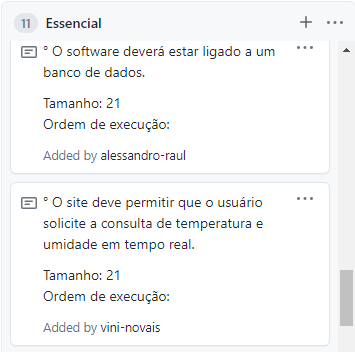 11 Essencial
° O software deverá estar ligado a um
banco de dados.
Tamanho: 21
Ordem de execução:
Added by alessandro-raul
° O site deve permitir que o usuário
solicite a consulta de temperatura e
umidade em tempo real.
Tamanho: 21
Ordem de execução:
Added by vini-novais